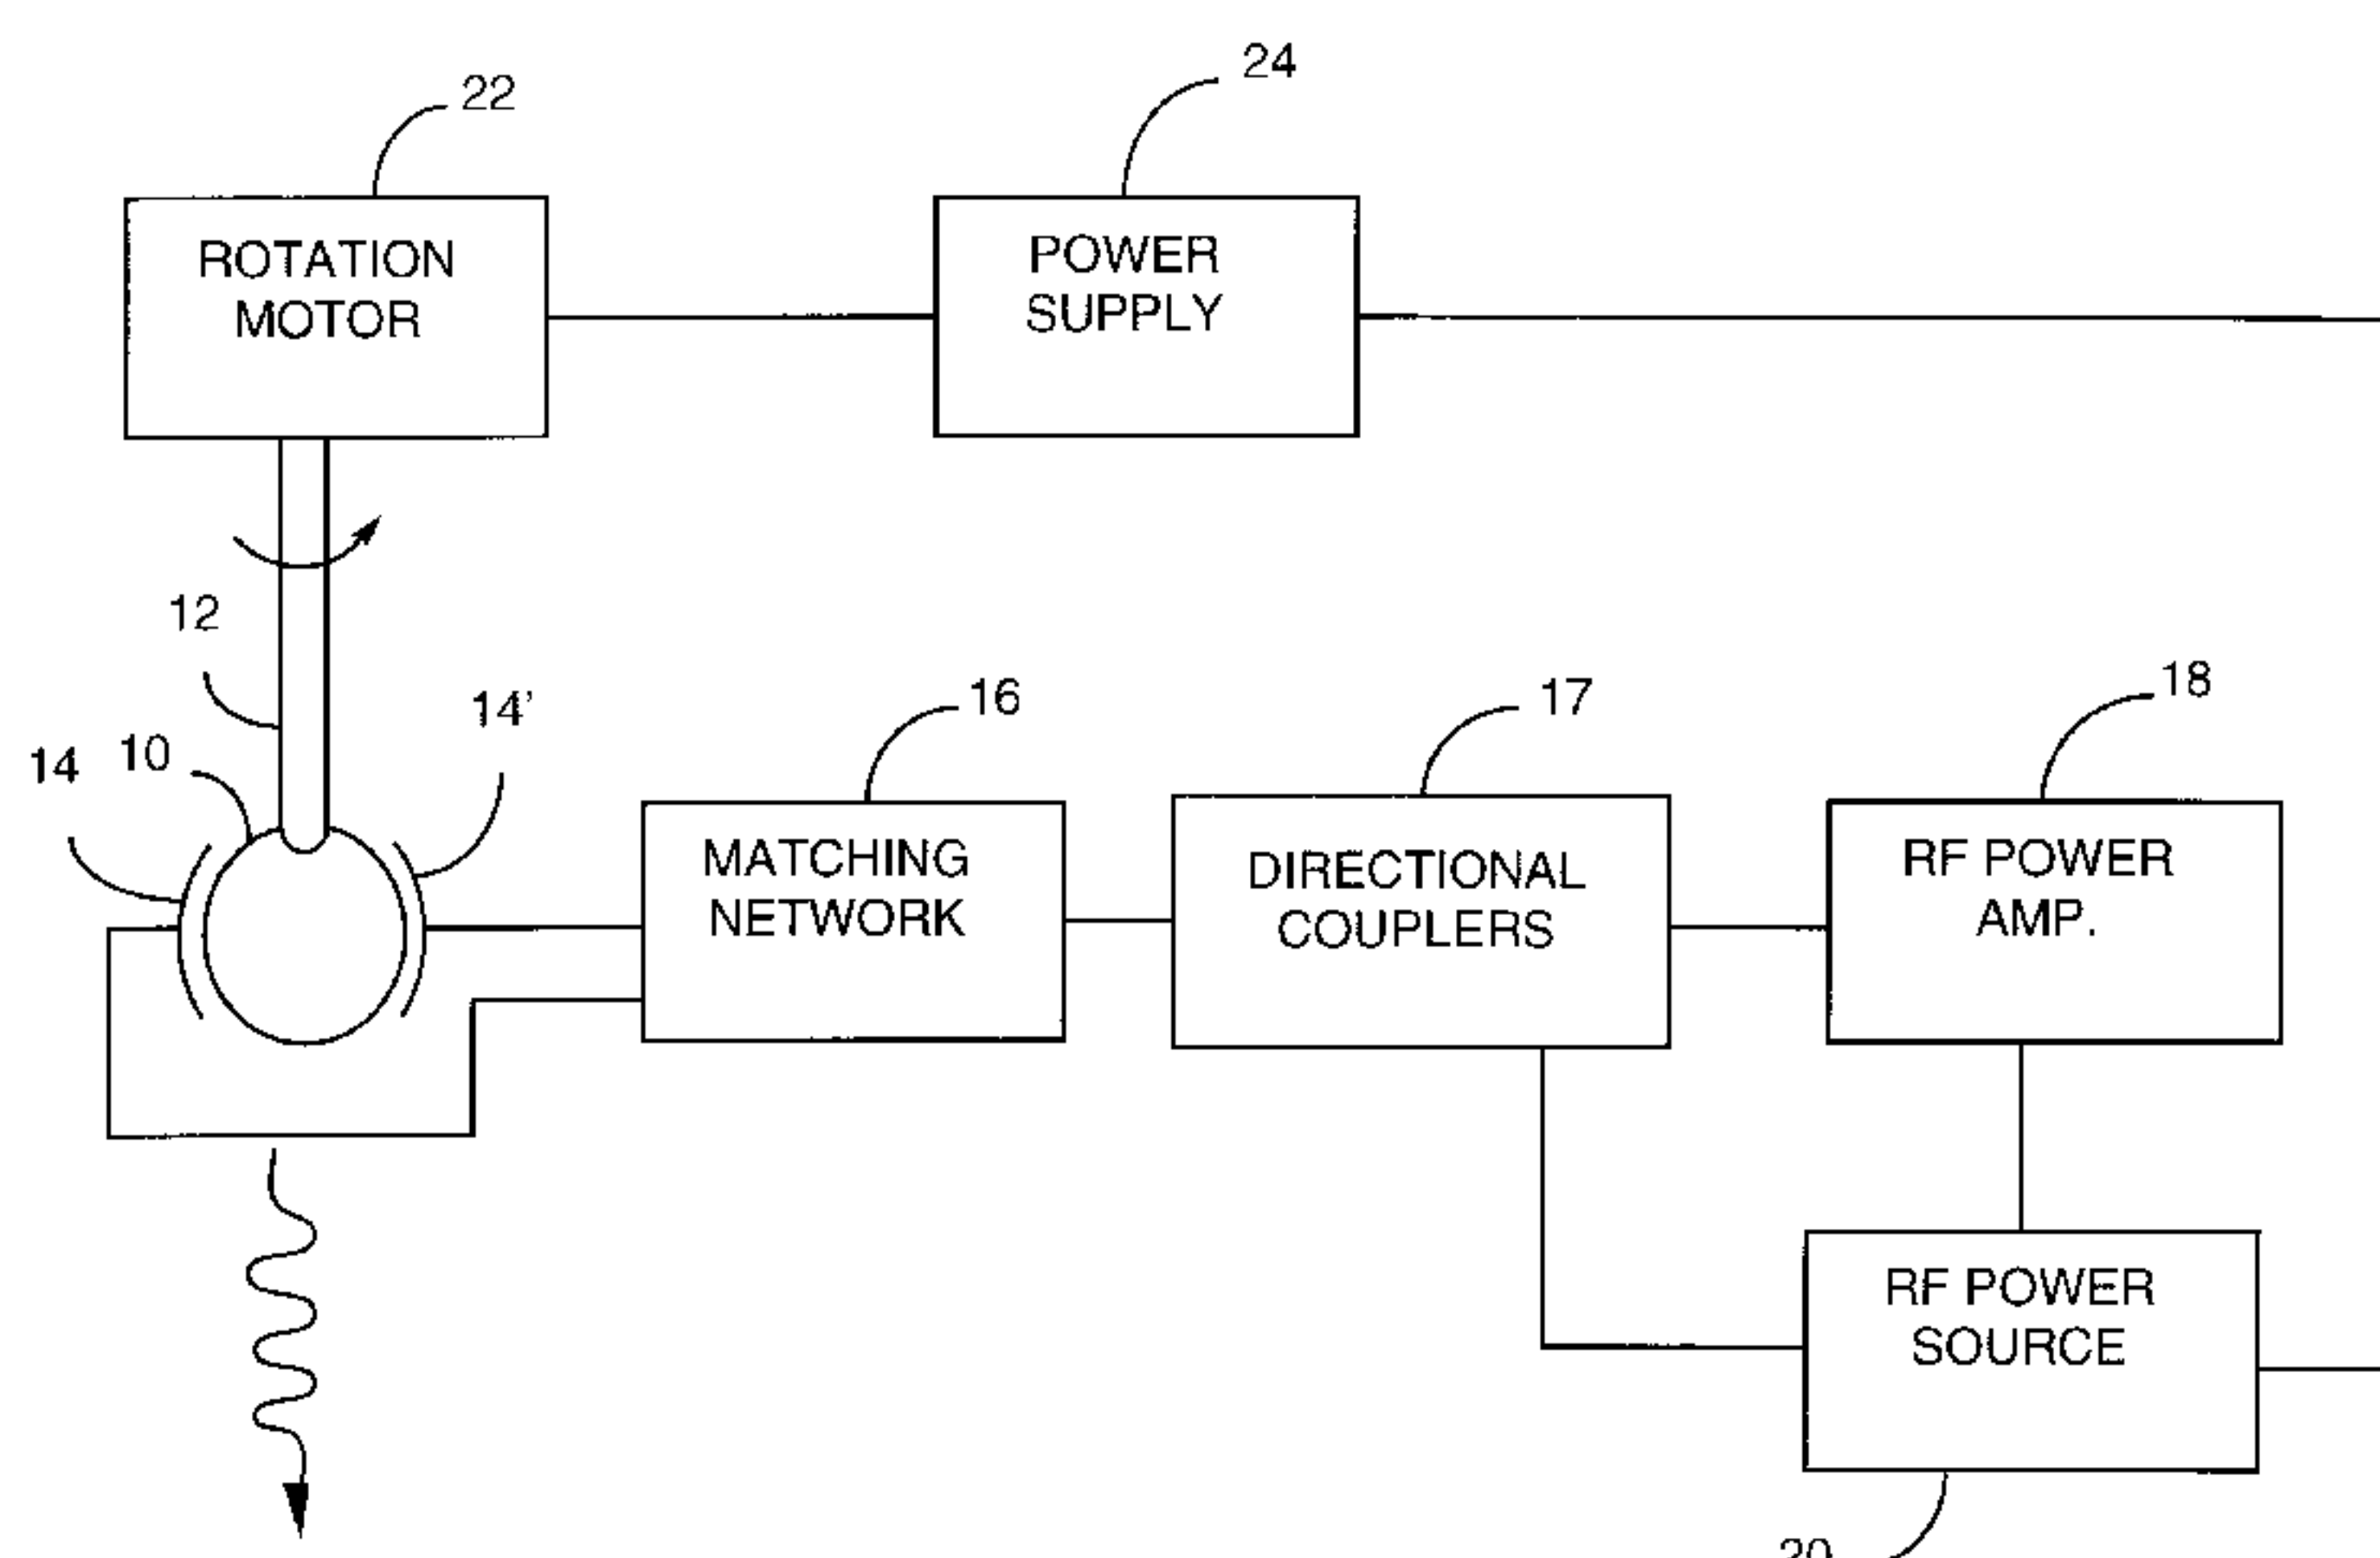 22
24
ROTATION
MOTOR
POWER
SUPPLY
12
14'
16
17
18
14
10
MATCHING
NETWORK
DIRECTIONAL
COUPLERS
RF POWER
AMP.
RF POWER
SOURCE
20